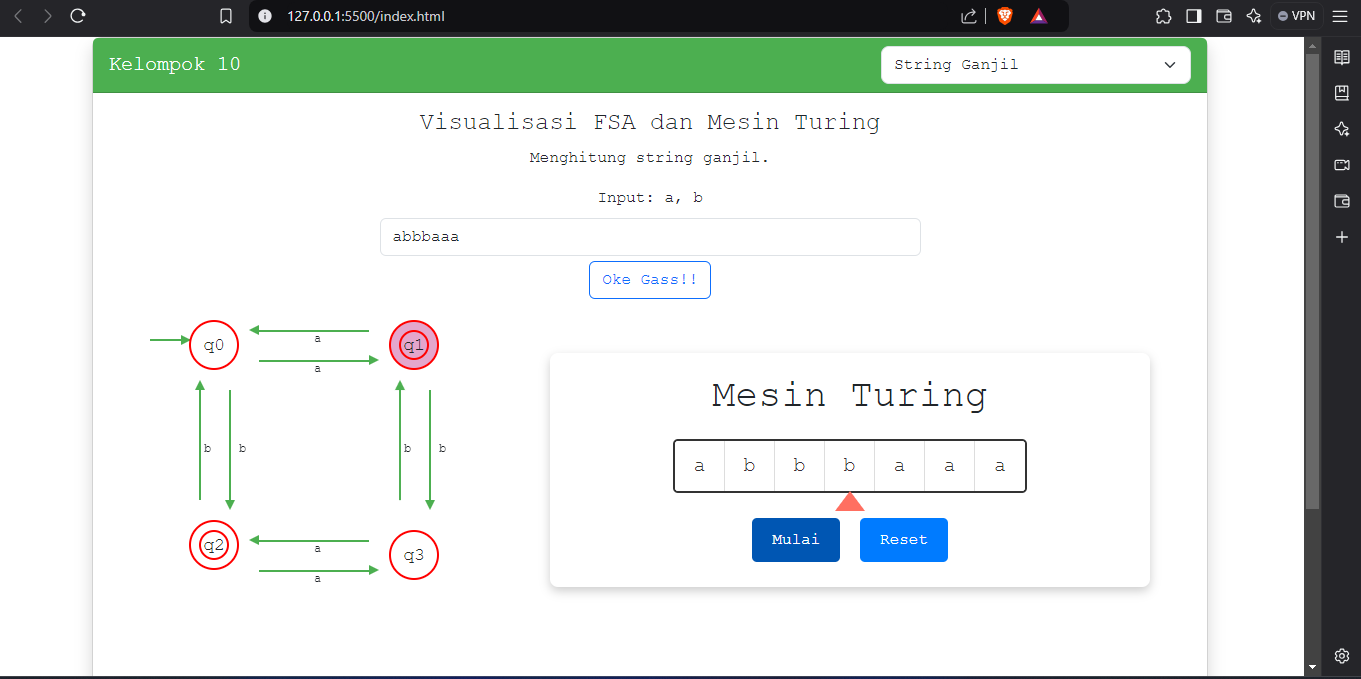 127.0.0.1:5500/index.html
VPN
Kelompok 10
String Ganjil
Visualisasi FSA dan Mesin Turing
Menghitung string ganjil.
Input: a, b
abbbaaa
Oke Gass!!
q0
a
a
q1
b
b
b
b
q2
a
a
q3
Mesin Turing
a b b b a a a
Mulai
Reset